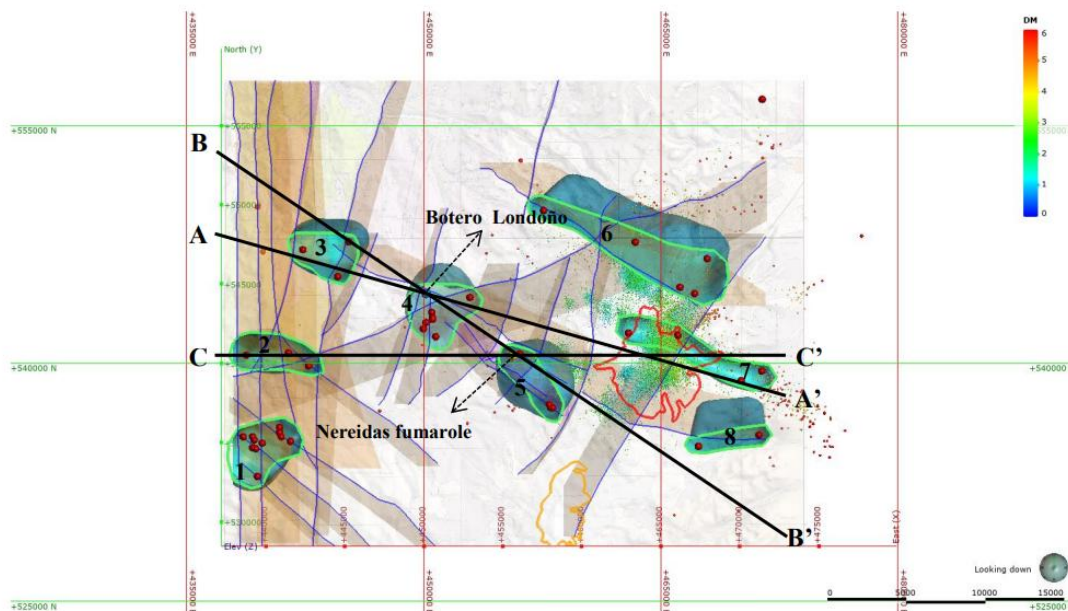 +435000 m
+450000 m
+465000 m
+480000 m
DM
6
5
4
3
2
1
0
North (Y)
+555000 N
+555000
B
+550000
Botero Londoño
A
3
6
+545000
4
C
2
C'
+540000 N
+540000
7
+540000 N
5
A'
Nereidas fumarole
8
1
+530000
+445000
+455000
+470000
+475000
East (X)
Elev (Z)
B'
Looking down
+435000
+450000
+465000
0
5000
10000
15000
+525000 N
+525000 N